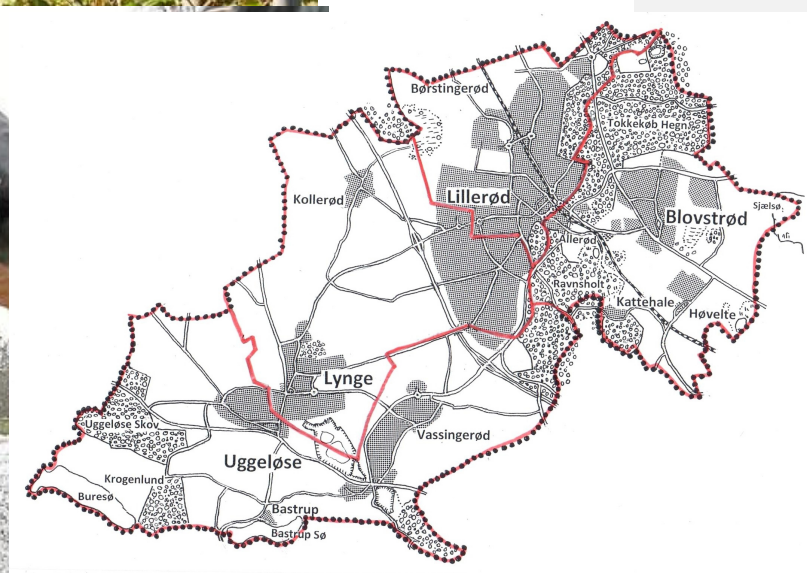 Børstingerød
Tokkekøb Hegn
Kollerød
Lillerød
Blovstrød
Sjælsø
Allerød
Ravnsholt
Kattehale
Høvelte
Lynge
Uggeløse Skov
Vassingerød
Uggeløse
Krogenlund
Buresø
Bastrup
Bastrup Sø